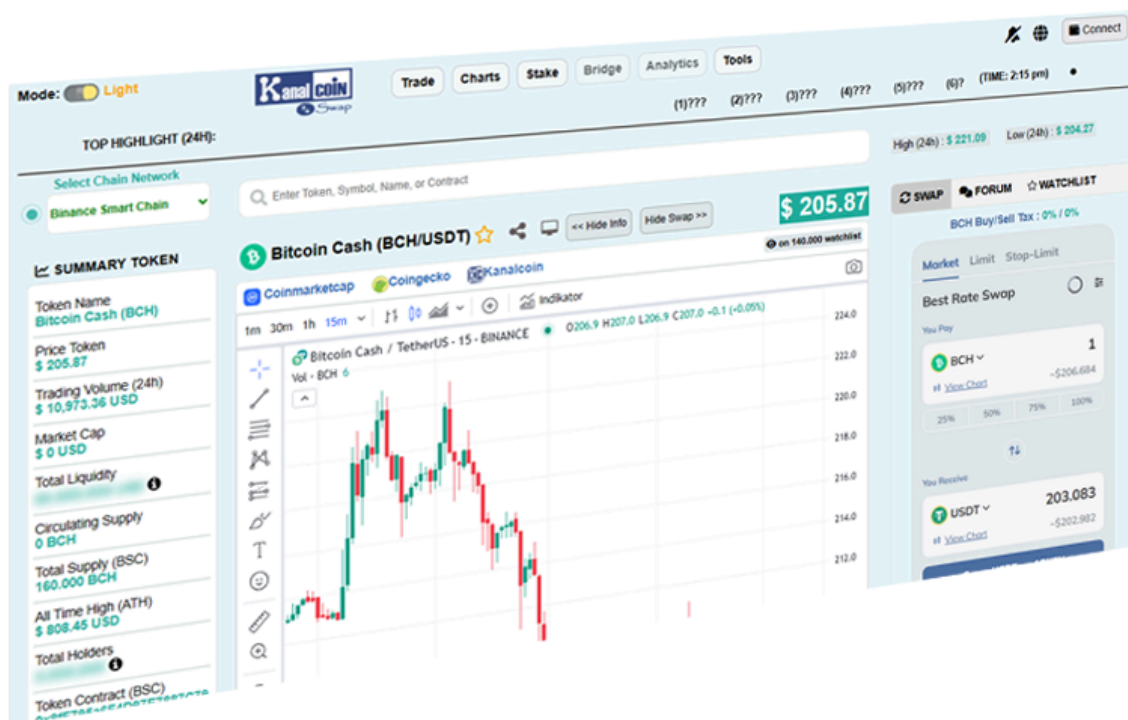 Mode: Light
Kanal coin
Swap
Trade Charts Stake Bridge Analytics Tools
Connect
(1)??? (2)??? (3)??? (4)??? (5)??? (6)? (TIME: 2:15 pm)
TOP HIGHLIGHT (24H):
High (24h) : $ 221.09 Low (24h) : $ 204.27
Select Chain Network
Binance Smart Chain
SUMMARY TOKEN
Token Name
Bitcoin Cash (BCH)
Price Token
$ 205.87
Trading Volume (24h)
$ 10,973.36 USD
Market Cap
$ 0 USD
Total Liquidity
Circulating Supply
0 BCH
Total Supply (BSC)
160.000 BCH
All Time High (ATH)
$ 808.45 USD
Total Holders
Token Contract (BSC)
Enter Token, Symbol, Name, or Contract
Bitcoin Cash (BCH/USDT)
<< Hide Info
Hide Swap >>
$ 205.87
on 140.000 watchlist
Coinmarketcap Coingecko Kanalcoin
1m 30m 1h 15m Indikator
Bitcoin Cash / TetherUS - 15 - BINANCE O206.9 H207.0 L206.9 C207.0 -0.1 (+0.05%)
Vol - BCH 6
224.0
222.0
220.0
218.0
216.0
214.0
212.0
SWAP FORUM WATCHLIST
BCH Buy/Sell Tax : 0% / 0%
Market Limit Stop-Limit
Best Rate Swap
You Pay
BCH 1
View Chart ~$206.684
25% 50% 75% 100%
You Receive
USDT 203.083
View Chart ~$202.982